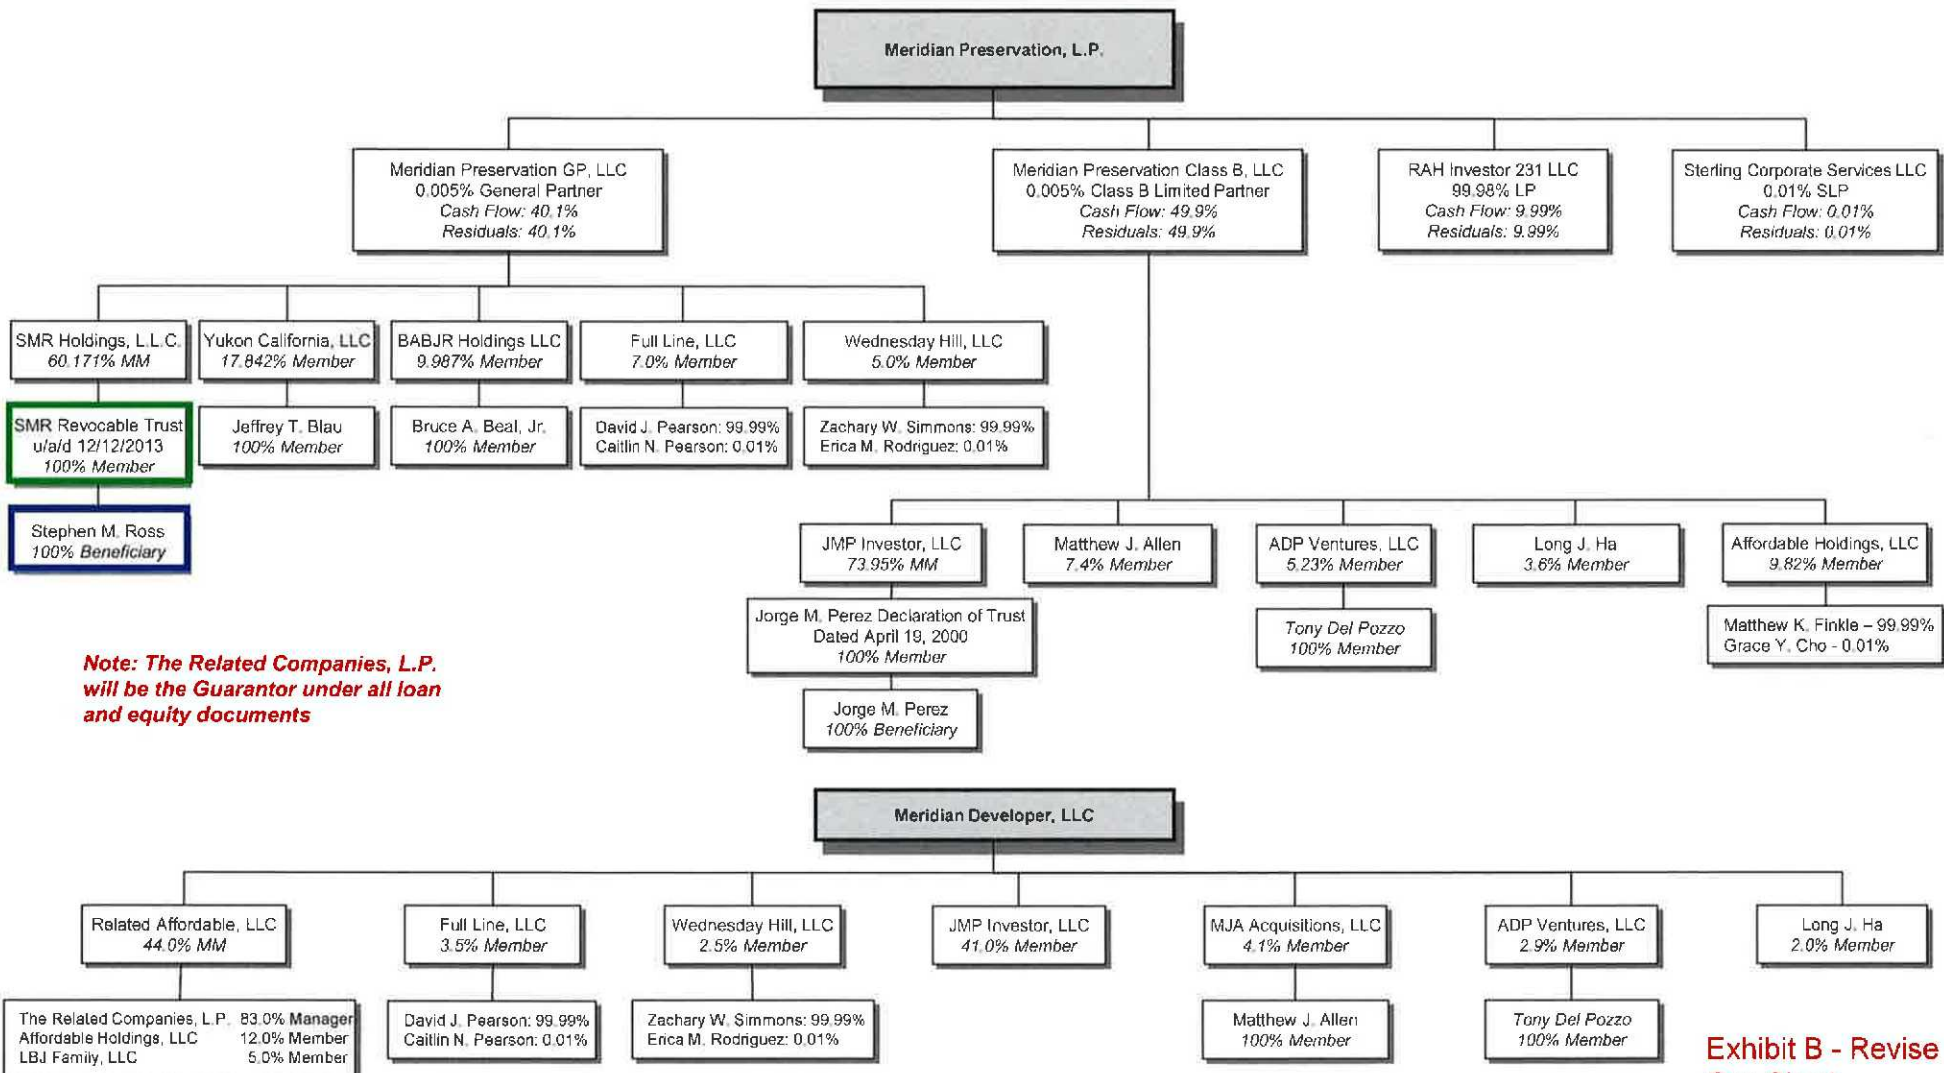 Meridian Preservation, L.P.
Meridian Preservation GP, LLC
0.005% General Partner
Cash Flow: 40.1%
Residuals: 40.1%
Meridian Preservation Class B, LLC
0.005% Class B Limited Partner
Cash Flow: 49.9%
Residuals: 49.9%
RAH Investor 231 LLC
99.98% LP
Cash Flow: 9.99%
Residuals: 9.99%
Sterling Corporate Services LLC
0.01% SLP
Cash Flow: 0.01%
Residuals: 0.01%
SMR Holdings, L.L.C.
60.171% MM
Yukon California, LLC
17.842% Member
BABJR Holdings LLC
9.987% Member
Full Line, LLC
7.0% Member
Wednesday Hill, LLC
5.0% Member
SMR Revocable Trust
u/a/d 12/12/2013
100% Member
Jeffrey T. Blau
100% Member
Bruce A. Beal, Jr.
100% Member
David J. Pearson: 99.99%
Caitlin N. Pearson: 0.01%
Zachary W. Simmons: 99.99%
Erica M. Rodriguez: 0.01%
Stephen M. Ross
100% Beneficiary
JMP Investor, LLC
73.95% MM
Matthew J. Allen
7.4% Member
ADP Ventures, LLC
5.23% Member
Long J. Ha
3.6% Member
Affordable Holdings, LLC
9.82% Member
Jorge M. Perez Declaration of Trust
Dated April 19, 2000
100% Member
Tony Del Pozzo
100% Member
Matthew K. Finkle – 99.99%
Grace Y. Cho - 0.01%
Jorge M. Perez
100% Beneficiary
Note: The Related Companies, L.P.
will be the Guarantor under all loan
and equity documents
Meridian Developer, LLC
Related Affordable, LLC
44.0% MM
Full Line, LLC
3.5% Member
Wednesday Hill, LLC
2.5% Member
JMP Investor, LLC
41.0% Member
MJA Acquisitions, LLC
4.1% Member
ADP Ventures, LLC
2.9% Member
Long J. Ha
2.0% Member
The Related Companies, L.P. 83.0% Manager
Affordable Holdings, LLC 12.0% Member
LBJ Family, LLC 5.0% Member
David J. Pearson: 99.99%
Caitlin N. Pearson: 0.01%
Zachary W. Simmons: 99.99%
Erica M. Rodriguez: 0.01%
Matthew J. Allen
100% Member
Tony Del Pozzo
100% Member
Exhibit B - Revise